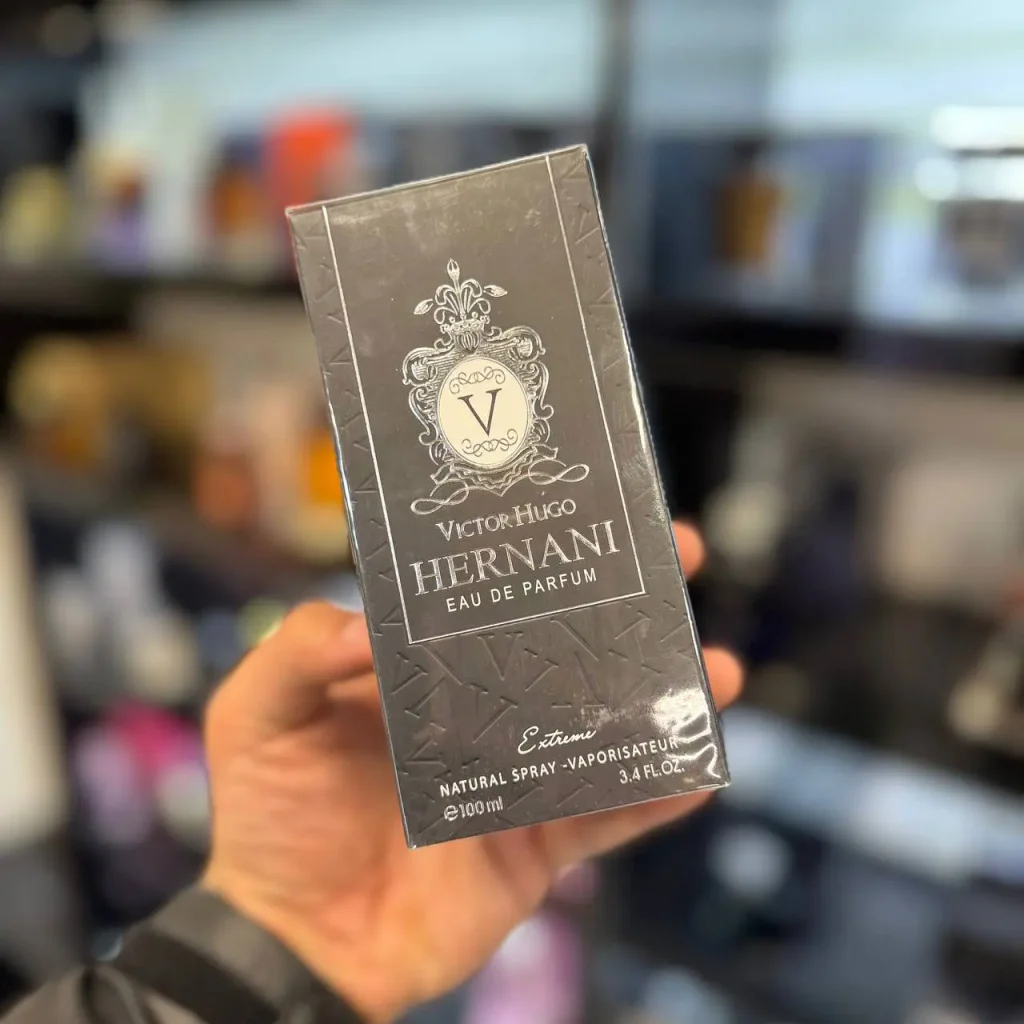 V
VICTOR HUGO
HERNANI
EAU DE PARFUM
Extreme
NATURAL SPRAY -VAPORISATEUR
3.4 FL.OZ.
℮100 ml